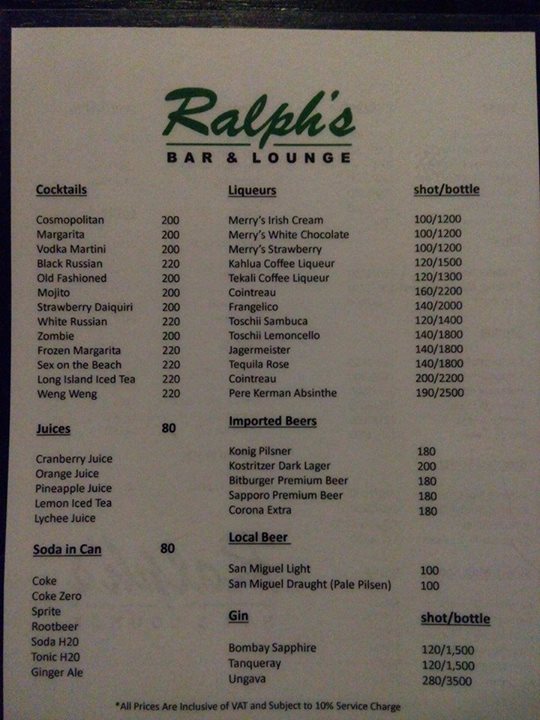 Ralph's
BAR & LOUNGE
Cocktails
Cosmopolitan 200
Margarita 200
Vodka Martini 200
Black Russian 220
Old Fashioned 200
Mojito 200
Strawberry Daiquiri 200
White Russian 220
Zombie 200
Frozen Margarita 220
Sex on the Beach 220
Long Island Iced Tea 220
Weng Weng 220
Juices 80
Cranberry Juice
Orange Juice
Pineapple Juice
Lemon Iced Tea
Lychee Juice
Soda in Can 80
Coke
Coke Zero
Sprite
Rootbeer
Soda H20
Tonic H20
Ginger Ale
Liqueurs shot/bottle
Merry's Irish Cream 100/1200
Merry's White Chocolate 100/1200
Merry's Strawberry 100/1200
Kahlua Coffee Liqueur 120/1500
Tekali Coffee Liqueur 120/1300
Cointreau 160/2200
Frangelico 140/2000
Toschii Sambuca 120/1400
Toschii Lemoncello 140/1800
Jagermeister 140/1800
Tequila Rose 140/1800
Cointreau 200/2200
Pere Kerman Absinthe 190/2500
Imported Beers
Konig Pilsner 180
Kostritzer Dark Lager 200
Bitburger Premium Beer 180
Sapporo Premium Beer 180
Corona Extra 180
Local Beer
San Miguel Light 100
San Miguel Draught (Pale Pilsen) 100
Gin shot/bottle
Bombay Sapphire 120/1,500
Tanqueray 120/1,500
Ungava 280/3500
*All Prices Are Inclusive of VAT and Subject to 10% Service Charge